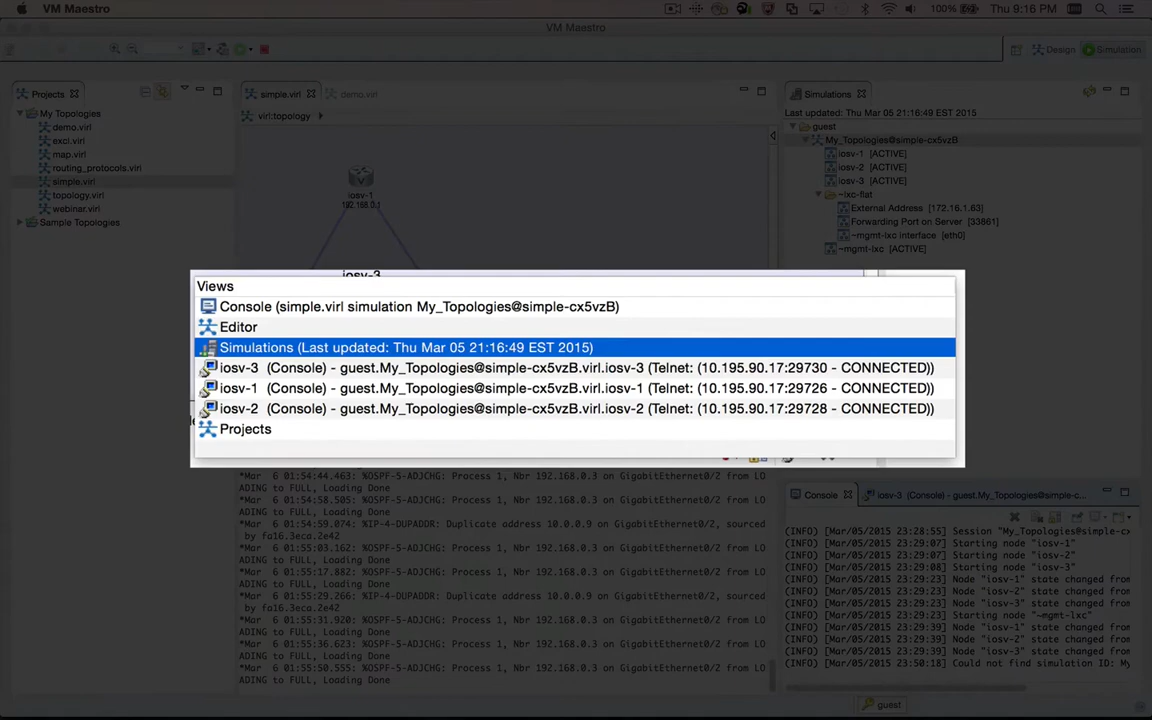 VM Maestro
100%
Thu 9:16 PM
VM Maestro
Design
Simulation
Projects
My Topologies
demo.virl
excl.virl
map.virl
routing_protocols.virl
simple.virl
topology.virl
webinar.virl
Sample Topologies
simple.virl
demo.virl
virl:topology
iosv-1
192.168.0.1
iosv-3
Simulations
Last updated: Thu Mar 05 21:16:49 EST 2015
guest
My_Topologies@simple-cx5vzB
iosv-1 [ACTIVE]
iosv-2 [ACTIVE]
iosv-3 [ACTIVE]
~lxc-flat
External Address [172.16.1.63]
Forwarding Port on Server [33861]
~mgmt-lxc interface [eth0]
~mgmt-lxc [ACTIVE]
Views
Console (simple.virl simulation My_Topologies@simple-cx5vzB)
Editor
Simulations (Last updated: Thu Mar 05 21:16:49 EST 2015)
iosv-3 (Console) - guest.My_Topologies@simple-cx5vzB.virl.iosv-3 (Telnet: (10.195.90.17:29730 - CONNECTED))
iosv-1 (Console) - guest.My_Topologies@simple-cx5vzB.virl.iosv-1 (Telnet: (10.195.90.17:29726 - CONNECTED))
iosv-2 (Console) - guest.My_Topologies@simple-cx5vzB.virl.iosv-2 (Telnet: (10.195.90.17:29728 - CONNECTED))
Projects
*Mar  6 01:54:44.463: %OSPF-5-ADJCHG: Process 1, Nbr 192.168.0.3 on GigabitEthernet0/2 from LO
ADING to FULL, Loading Done
*Mar  6 01:54:58.505: %OSPF-5-ADJCHG: Process 1, Nbr 192.168.0.3 on GigabitEthernet0/2 from LO
ADING to FULL, Loading Done
*Mar  6 01:54:59.074: %IP-4-DUPADDR: Duplicate address 10.0.0.9 on GigabitEthernet0/2, sourced
by fa16.3eca.2e42
*Mar  6 01:55:03.162: %OSPF-5-ADJCHG: Process 1, Nbr 192.168.0.3 on GigabitEthernet0/2 from LO
ADING to FULL, Loading Done
*Mar  6 01:55:17.882: %OSPF-5-ADJCHG: Process 1, Nbr 192.168.0.3 on GigabitEthernet0/2 from LO
ADING to FULL, Loading Done
*Mar  6 01:55:29.266: %IP-4-DUPADDR: Duplicate address 10.0.0.9 on GigabitEthernet0/2, sourced
by fa16.3eca.2e42
*Mar  6 01:55:31.920: %OSPF-5-ADJCHG: Process 1, Nbr 192.168.0.3 on GigabitEthernet0/2 from LO
ADING to FULL, Loading Done
*Mar  6 01:55:36.623: %OSPF-5-ADJCHG: Process 1, Nbr 192.168.0.3 on GigabitEthernet0/2 from LO
ADING to FULL, Loading Done
*Mar  6 01:55:50.555: %OSPF-5-ADJCHG: Process 1, Nbr 192.168.0.3 on GigabitEthernet0/2 from LO
ADING to FULL, Loading Done
Console
iosv-3 (Console) - guest.My_Topologies@simple-c...
(INFO) [Mar/05/2015 23:28:55] Session "My_Topologies@simple-cx
(INFO) [Mar/05/2015 23:29:07] Starting node "iosv-1"
(INFO) [Mar/05/2015 23:29:07] Starting node "iosv-2"
(INFO) [Mar/05/2015 23:29:08] Starting node "iosv-3"
(INFO) [Mar/05/2015 23:29:23] Node "iosv-1" state changed from
(INFO) [Mar/05/2015 23:29:23] Node "iosv-2" state changed from
(INFO) [Mar/05/2015 23:29:23] Node "iosv-3" state changed from
(INFO) [Mar/05/2015 23:29:23] Starting node "~mgmt-lxc"
(INFO) [Mar/05/2015 23:29:39] Node "iosv-1" state changed from
(INFO) [Mar/05/2015 23:29:39] Node "iosv-2" state changed from
(INFO) [Mar/05/2015 23:29:39] Node "iosv-3" state changed from
(INFO) [Mar/05/2015 23:50:18] Could not find simulation ID: My
guest